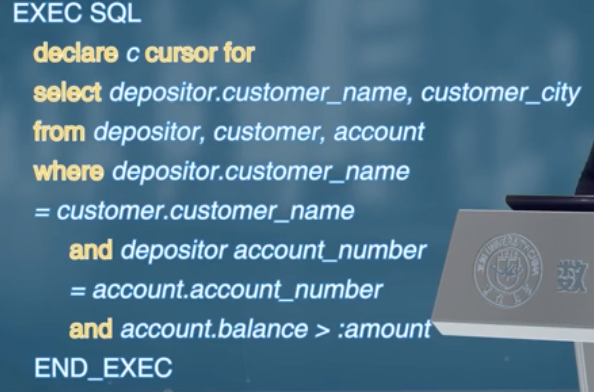 EXEC SQL
declare c cursor for
select depositor.customer_name, customer_city
from depositor, customer, account
where depositor.customer_name
= customer.customer_name
and depositor account_number
= account.account_number
and account.balance > :amount
END_EXEC
数